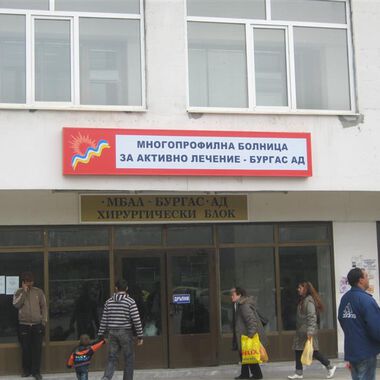 МНОГОПРОФИЛНА БОЛНИЦА
ЗА АКТИВНО ЛЕЧЕНИЕ - БУРГАС АД
·МБАЛ - БУРГАС· АД
ХИРУРГИЧЕСКИ БЛОК